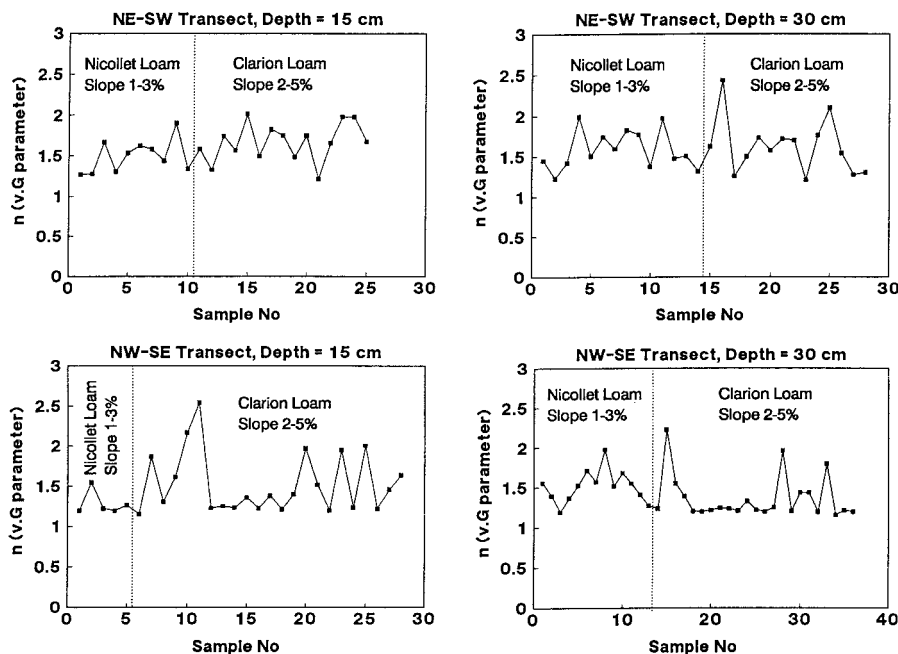 NE-SW Transect, Depth = 15 cm
3
2.5
2
1.5
1
0.5
0
n (v.G parameter)
Nicollet Loam
Slope 1-3%
Clarion Loam
Slope 2-5%
0 5 10 15 20 25 30
Sample No
NE-SW Transect, Depth = 30 cm
3
2.5
2
1.5
1
0.5
0
n (v.G parameter)
Nicollet Loam
Slope 1-3%
Clarion Loam
Slope 2-5%
0 5 10 15 20 25 30
Sample No
NW-SE Transect, Depth = 15 cm
3
2.5
2
1.5
1
0.5
0
n (v.G parameter)
Nicollet Loam
Slope 1-3%
Clarion Loam
Slope 2-5%
0 5 10 15 20 25 30
Sample No
NW-SE Transect, Depth = 30 cm
3
2.5
2
1.5
1
0.5
0
n (v.G parameter)
Nicollet Loam
Slope 1-3%
Clarion Loam
Slope 2-5%
0 10 20 30 40
Sample No